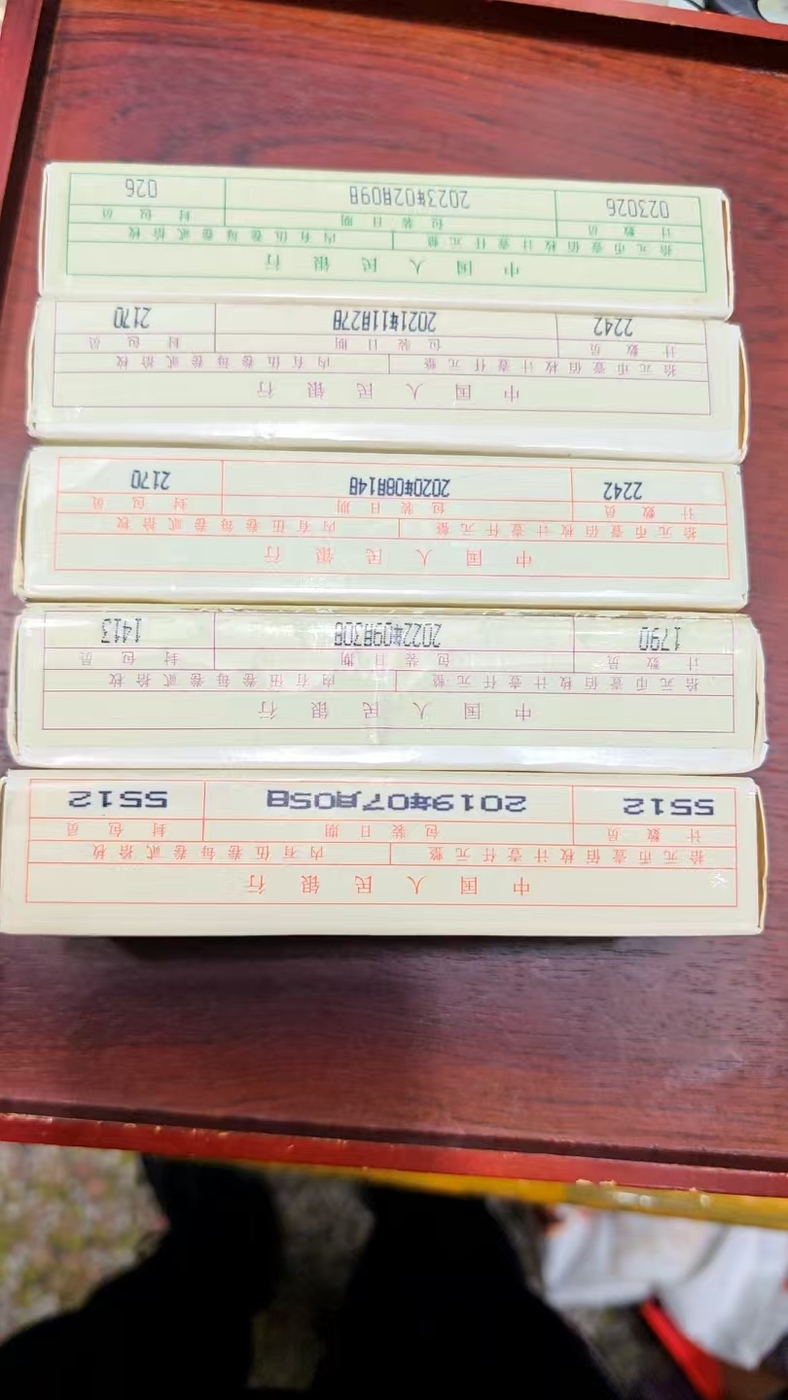 中国人民银行
拾元币壹佰枚计壹仟元整 内有伍卷每卷贰拾枚
计数员 包装日期 封包员
5512 2019年07月05日 5512
中国人民银行
拾元币壹佰枚计壹仟元整 内有伍卷每卷贰拾枚
计数员 包装日期 封包员
1790 2022年09月30日 1413
中国人民银行
拾元币壹佰枚计壹仟元整 内有伍卷每卷贰拾枚
计数员 包装日期 封包员
2242 2020年08月14日 2170
中国人民银行
拾元币壹佰枚计壹仟元整 内有伍卷每卷贰拾枚
计数员 包装日期 封包员
2242 2021年11月27日 2170
中国人民银行
拾元币壹佰枚计壹仟元整 内有伍卷每卷贰拾枚
计数员 包装日期 封包员
023026 2023年02月09日 026